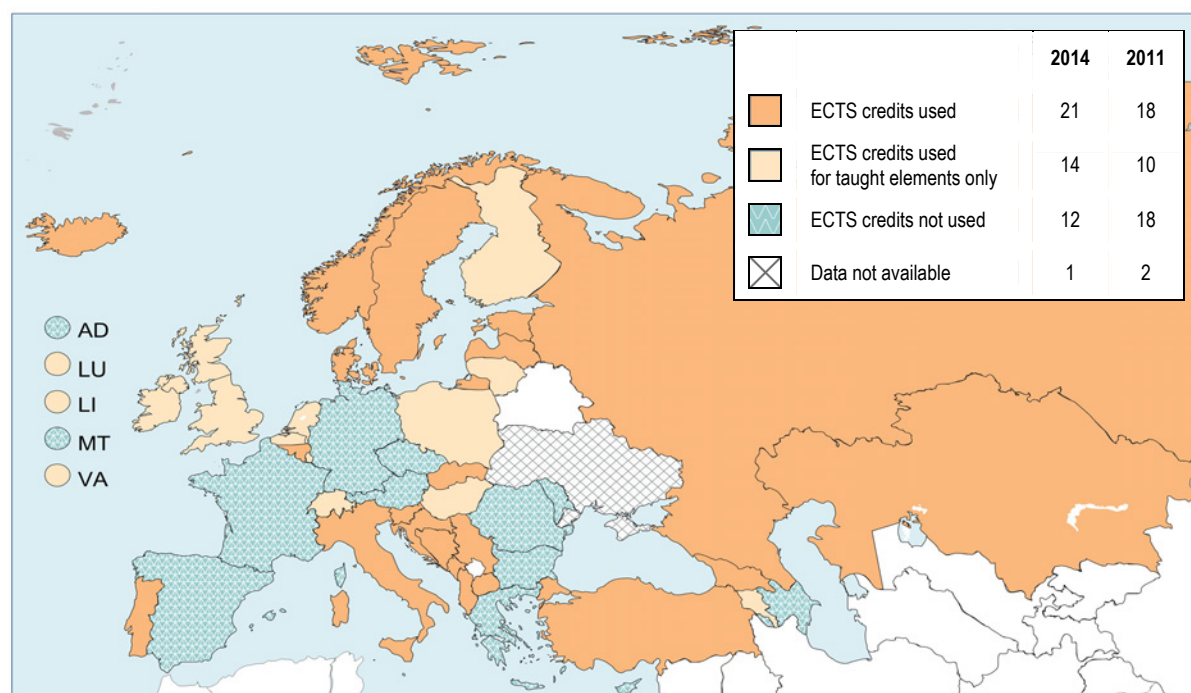 2014 2011
ECTS credits used 21 18
ECTS credits used
for taught elements only 14 10
ECTS credits not used 12 18
Data not available 1 2
AD
LU
LI
MT
VA